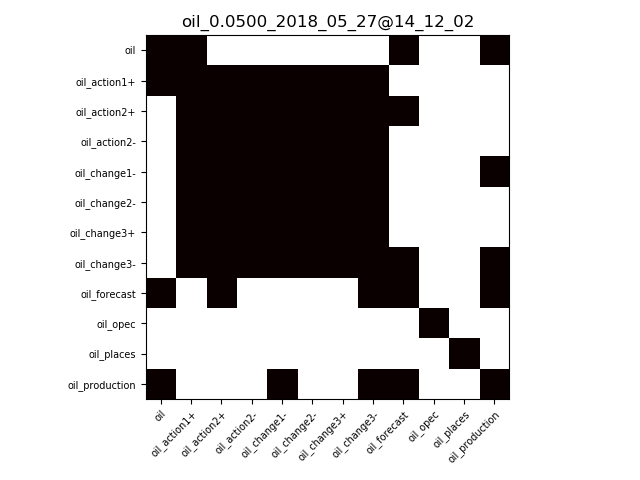 oil_0.0500_2018_05_27@14_12_02
oil
oil_action1+
oil_action2+
oil_action2-
oil_change1-
oil_change2-
oil_change3+
oil_change3-
oil_forecast
oil_opec
oil_places
oil_production
oil
oil_action1+
oil_action2+
oil_action2-
oil_change1-
oil_change2-
oil_change3+
oil_change3-
oil_forecast
oil_opec
oil_places
oil_production